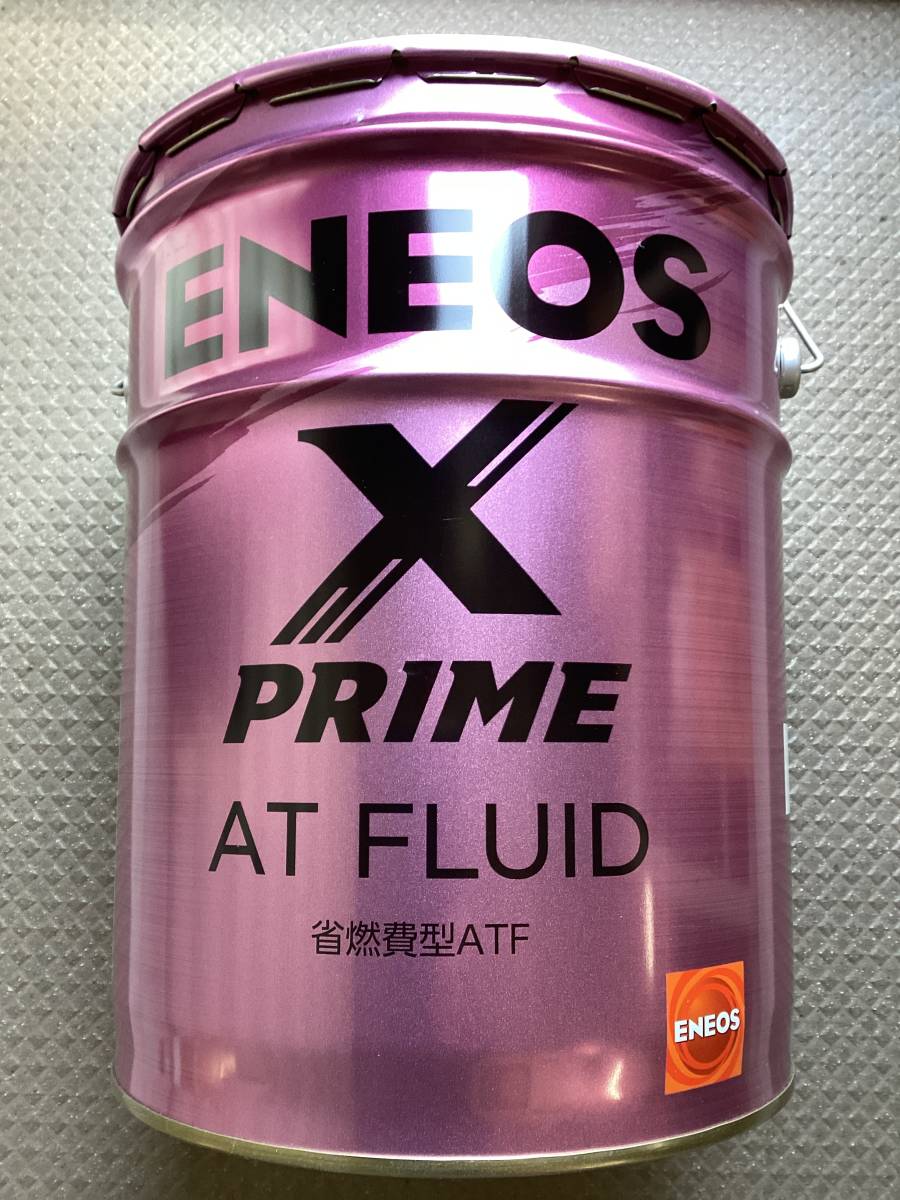 ENEOS
X
PRIME
AT FLUID
省燃費型ATF
ENEOS